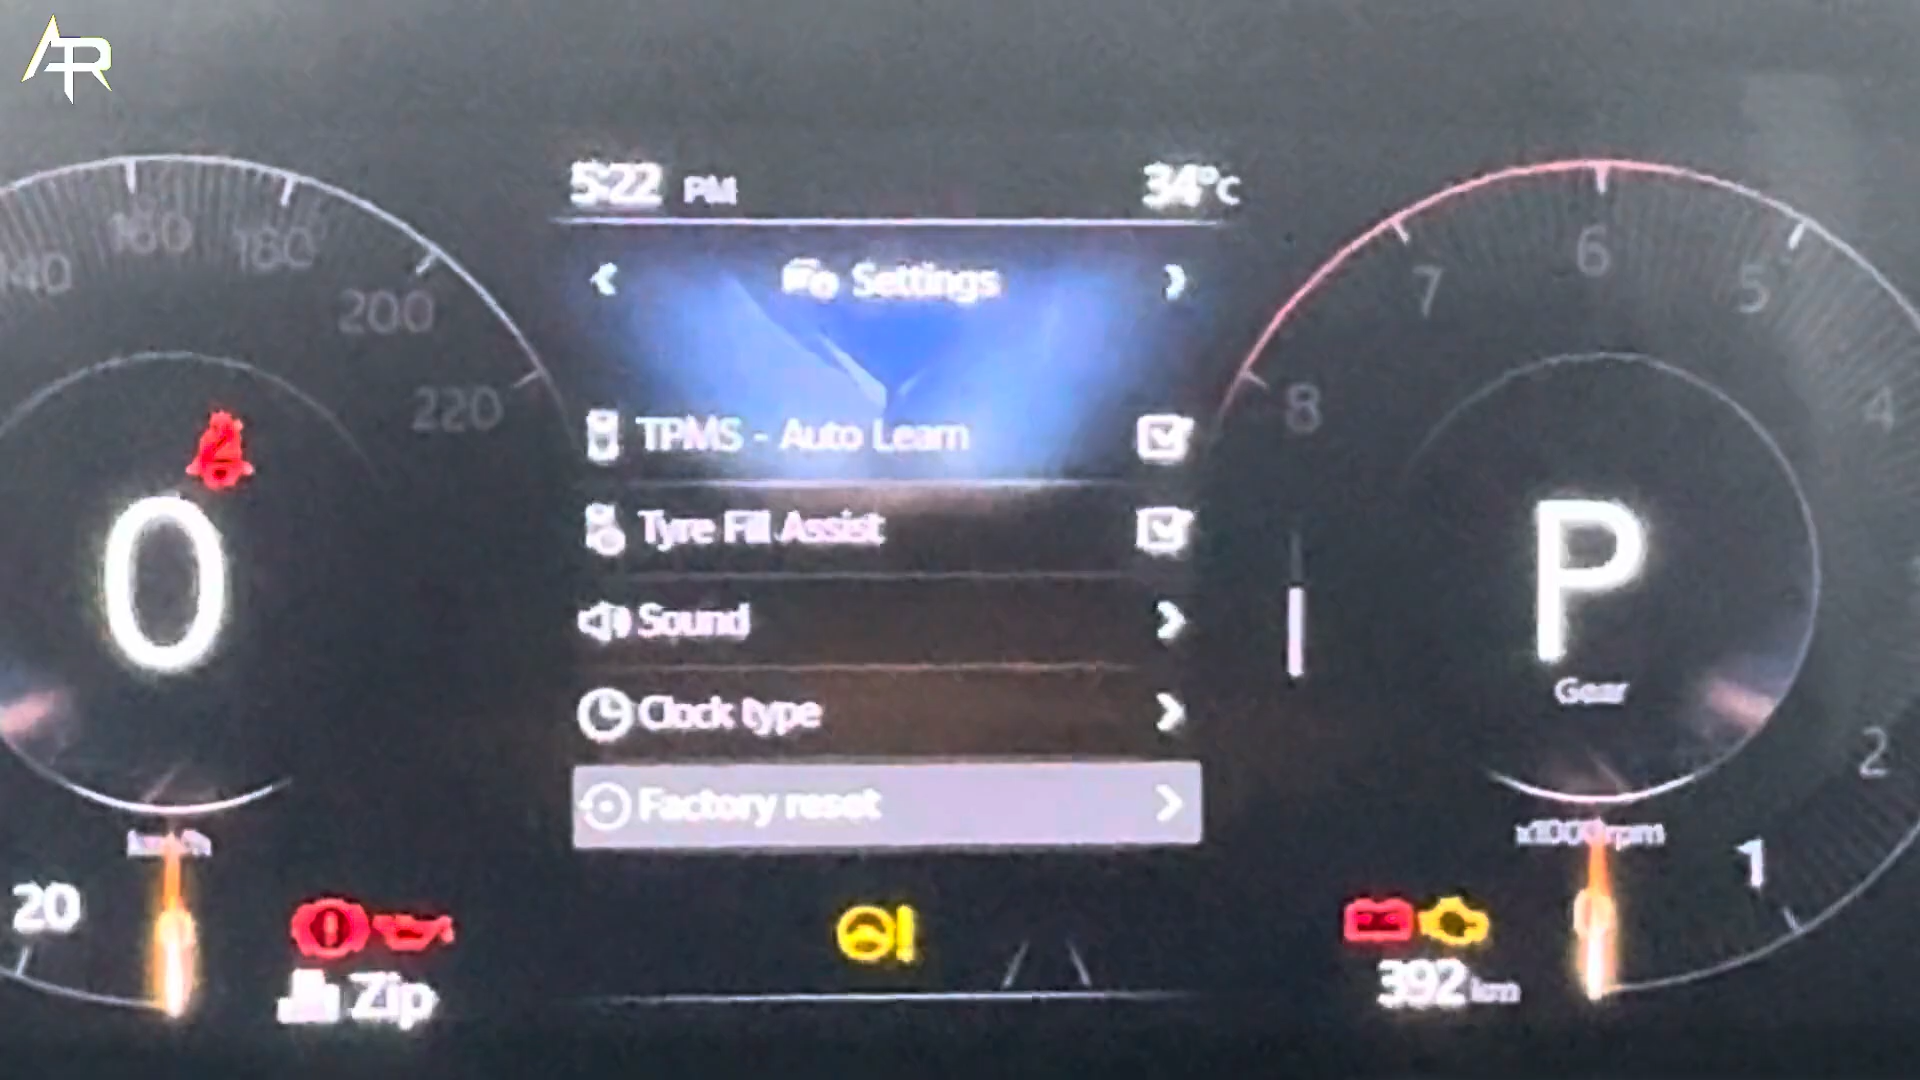 ATR
5:22 PM
34°C
Settings
TPMS - Auto Learn
Tyre Fill Assist
Sound
Clock type
Factory reset
140
160
180
200
220
0
km/h
20
Zip
8
7
6
5
4
2
1
P
Gear
x1000rpm
392 km